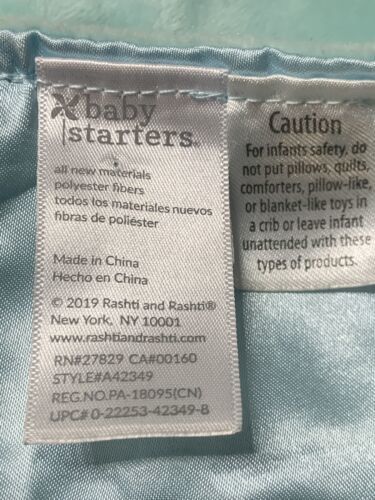 baby
starters®
all new materials
polyester fibers
todos los materiales nuevos
fibras de poliéster
Made in China
Hecho en China
© 2019 Rashti and Rashti®
New York, NY 10001
www.rashtiandrashti.com
RN#27829 CA#00160
STYLE#A42349
REG.NO.PA-18095(CN)
UPC# 0-22253-42349-8
Caution
For infants safety, do
not put pillows, quilts,
comforters, pillow-like,
or blanket-like toys in
a crib or leave infant
unattended with these
types of products.